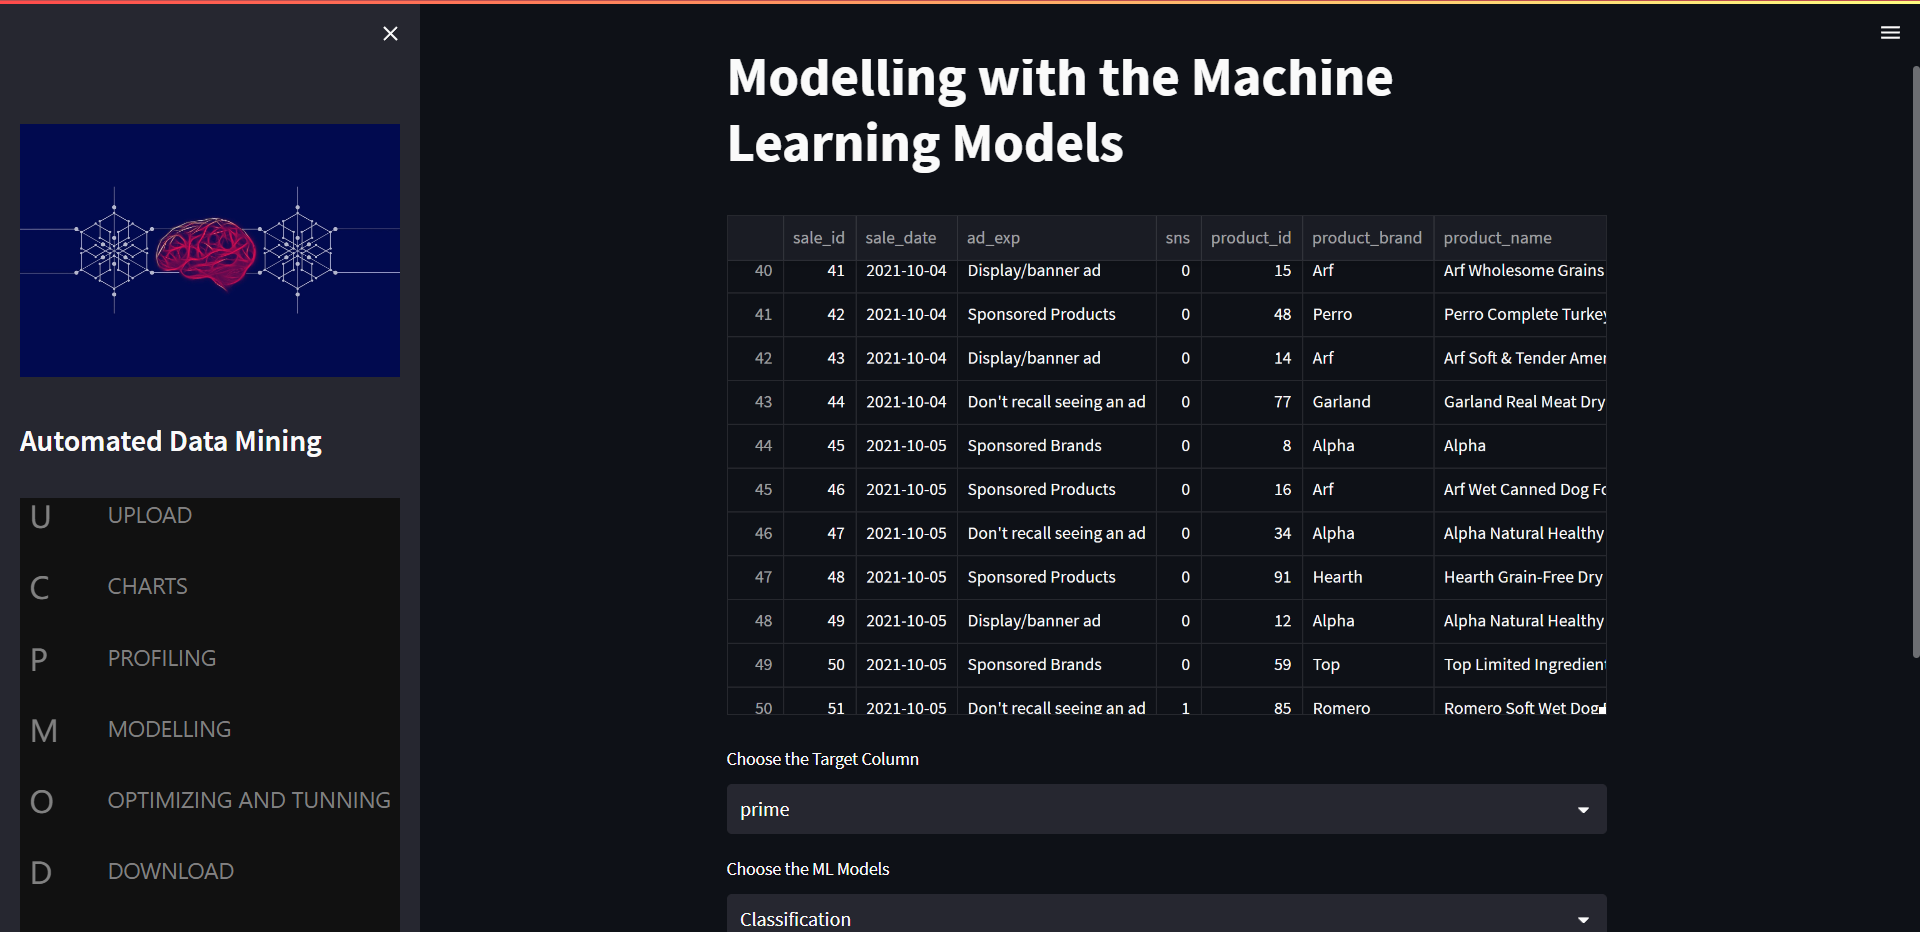 Automated Data Mining
U UPLOAD
C CHARTS
P PROFILING
M MODELLING
O OPTIMIZING AND TUNNING
D DOWNLOAD
Modelling with the Machine
Learning Models
sale_id sale_date ad_exp sns product_id product_brand product_name
40 41 2021-10-04 Display/banner ad 0 15 Arf Arf Wholesome Grains
41 42 2021-10-04 Sponsored Products 0 48 Perro Perro Complete Turkey
42 43 2021-10-04 Display/banner ad 0 14 Arf Arf Soft & Tender Amer
43 44 2021-10-04 Don't recall seeing an ad 0 77 Garland Garland Real Meat Dry
44 45 2021-10-05 Sponsored Brands 0 8 Alpha Alpha
45 46 2021-10-05 Sponsored Products 0 16 Arf Arf Wet Canned Dog Fo
46 47 2021-10-05 Don't recall seeing an ad 0 34 Alpha Alpha Natural Healthy
47 48 2021-10-05 Sponsored Products 0 91 Hearth Hearth Grain-Free Dry
48 49 2021-10-05 Display/banner ad 0 12 Alpha Alpha Natural Healthy
49 50 2021-10-05 Sponsored Brands 0 59 Top Top Limited Ingredient
50 51 2021-10-05 Don't recall seeing an ad 1 85 Romero Romero Soft Wet Dog
Choose the Target Column
prime
Choose the ML Models
Classification